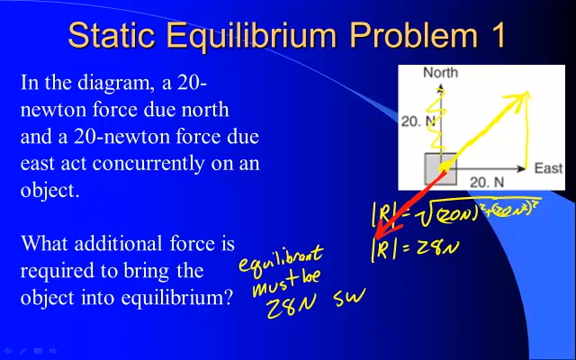 Static Equilibrium Problem 1
In the diagram, a 20-
newton force due north
and a 20-newton force due
east act concurrently on an
object.
What additional force is
required to bring the
object into equilibrium?
North
20. N
East
20. N
|R| = √(20N)²+(20N)²
|R| = 28N
equilibrant
must be
28N SW